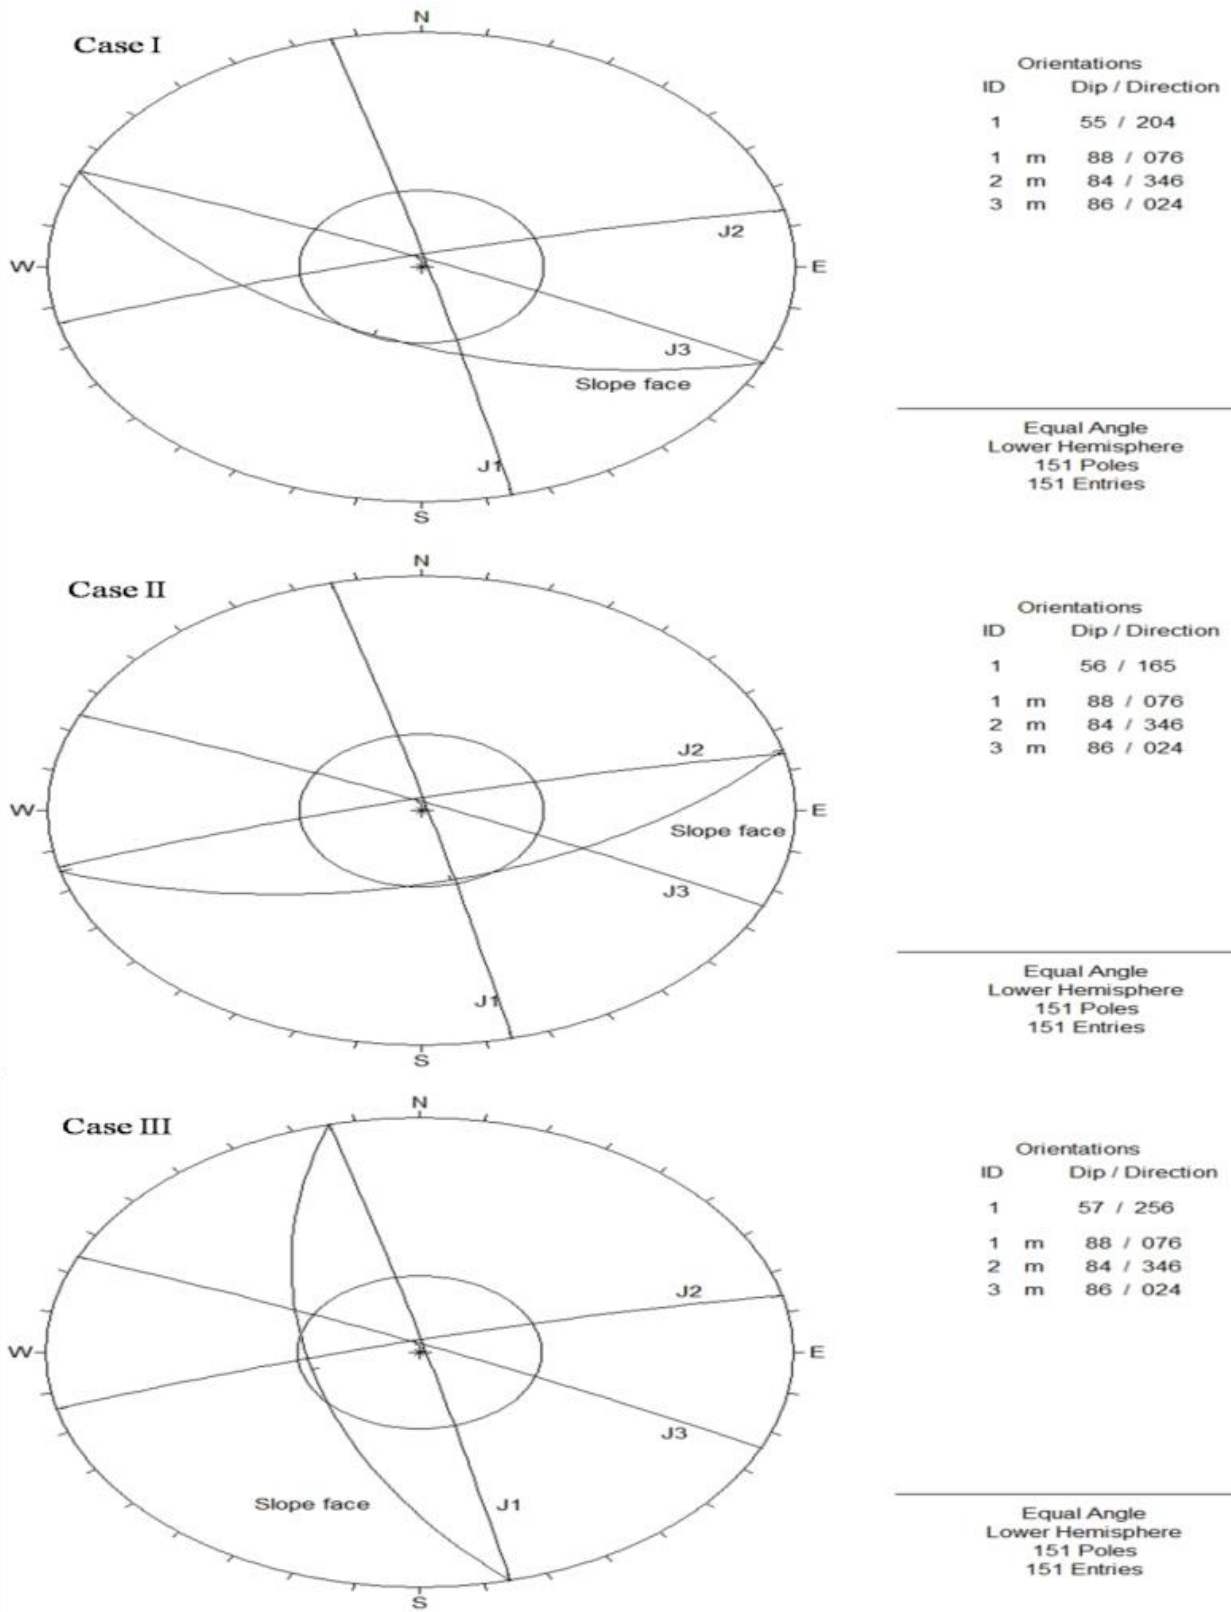 Case I
N
W
E
S
J2
J3
Slope face
J1
Orientations
ID Dip / Direction
1 55 / 204
1 m 88 / 076
2 m 84 / 346
3 m 86 / 024
Equal Angle
Lower Hemisphere
151 Poles
151 Entries
Case II
N
W
E
S
J2
Slope face
J3
J1
Orientations
ID Dip / Direction
1 56 / 165
1 m 88 / 076
2 m 84 / 346
3 m 86 / 024
Equal Angle
Lower Hemisphere
151 Poles
151 Entries
Case III
N
W
E
S
J2
J3
Slope face
J1
Orientations
ID Dip / Direction
1 57 / 256
1 m 88 / 076
2 m 84 / 346
3 m 86 / 024
Equal Angle
Lower Hemisphere
151 Poles
151 Entries